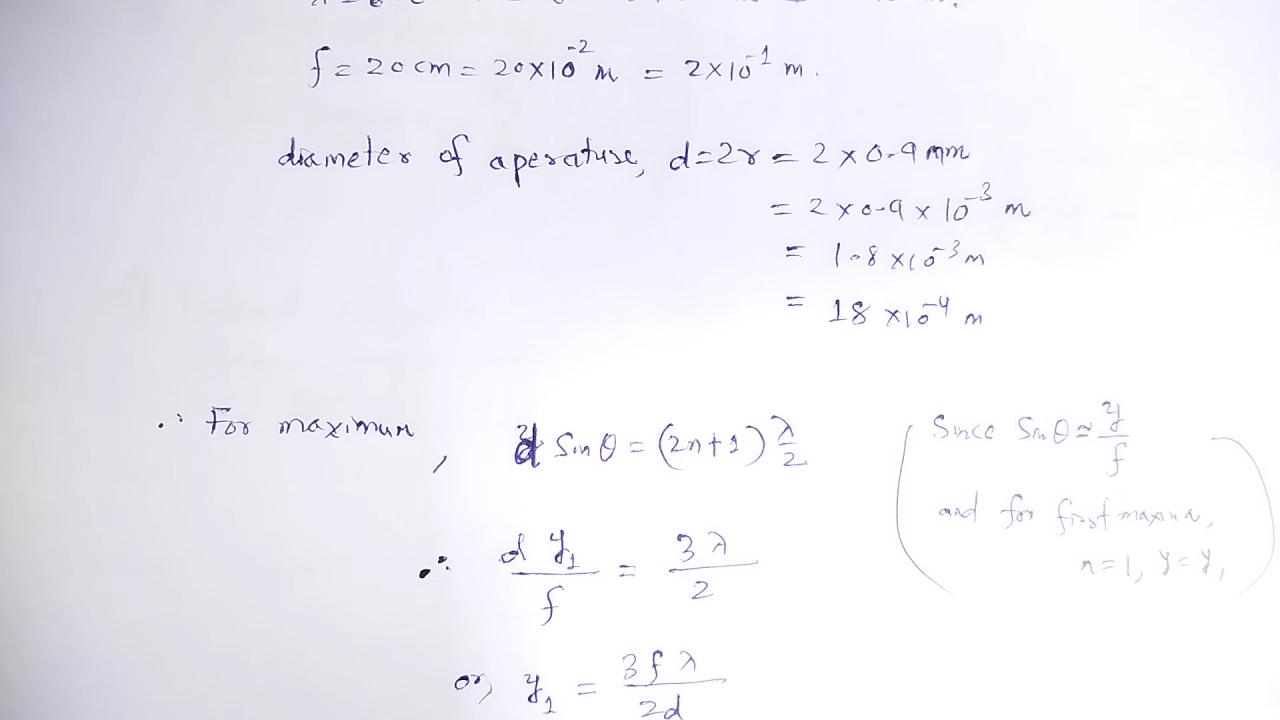 f = 20 cm = 20×10⁻² m = 2×10⁻¹ m.
diameter of aperature, d=2r = 2 × 0.9 mm
= 2 × 0.9 × 10⁻³ m
= 1.8 ×10⁻³ m
= 18 ×10⁻⁴ m
∴ For maximum, d Sin θ = (2n+1) λ/2
(Since Sin θ ≈ y/f
and for first maxima,
n=1, y=y₁)
∴ d y₁/f = 3λ/2
or, y₁ = 3fλ/2d